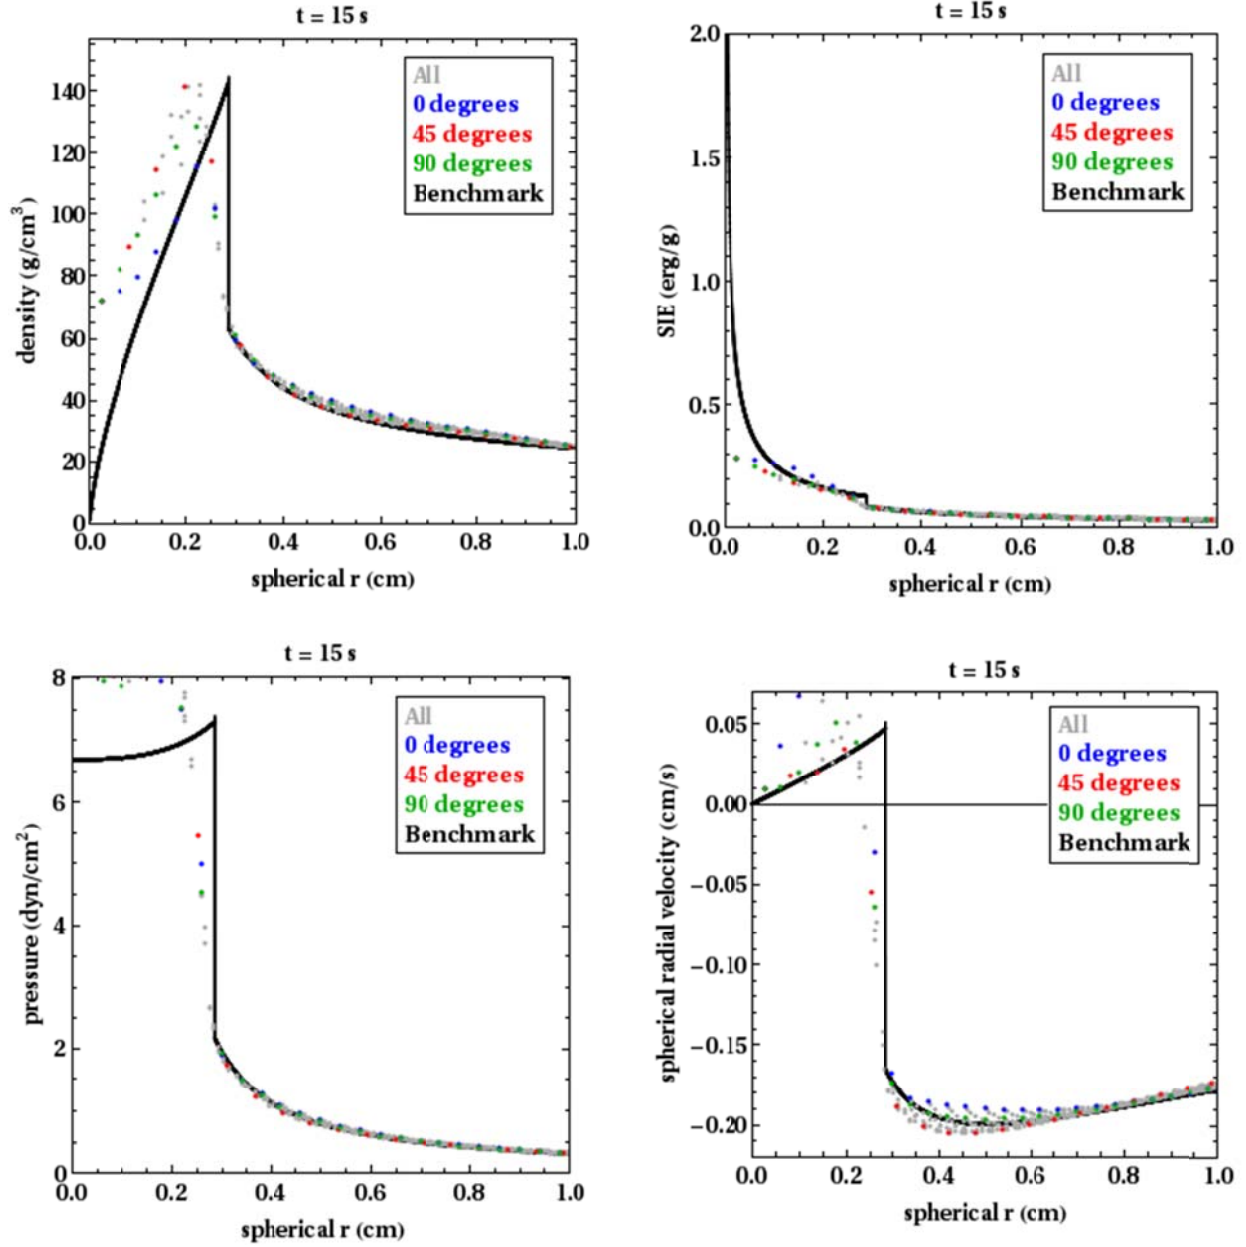 t = 15 s
density (g/cm³)
140
120
100
80
60
40
20
0
0.0 0.2 0.4 0.6 0.8 1.0
spherical r (cm)
All
0 degrees
45 degrees
90 degrees
Benchmark
t = 15 s
SIE (erg/g)
2.0
1.5
1.0
0.5
0.0
0.0 0.2 0.4 0.6 0.8 1.0
spherical r (cm)
All
0 degrees
45 degrees
90 degrees
Benchmark
t = 15 s
pressure (dyn/cm²)
8
6
4
2
0
0.0 0.2 0.4 0.6 0.8 1.0
spherical r (cm)
All
0 degrees
45 degrees
90 degrees
Benchmark
t = 15 s
spherical radial velocity (cm/s)
0.05
0.00
−0.05
−0.10
−0.15
−0.20
0.0 0.2 0.4 0.6 0.8 1.0
spherical r (cm)
All
0 degrees
45 degrees
90 degrees
Benchmark